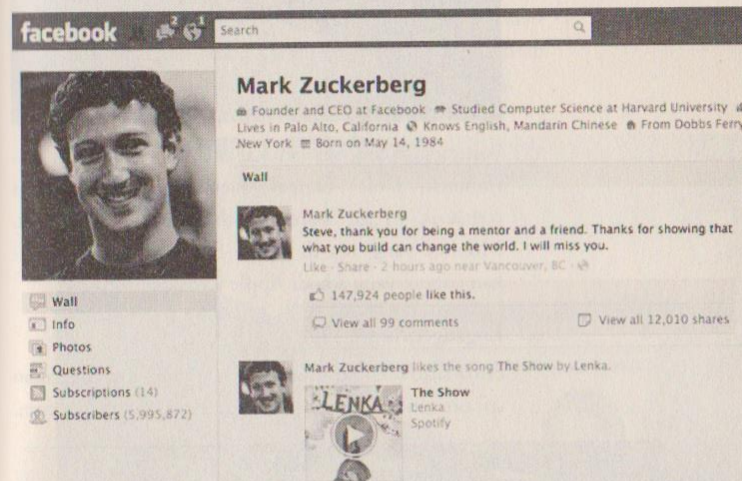 facebook 2 1 Search
Mark Zuckerberg
Founder and CEO at Facebook Studied Computer Science at Harvard University
Lives in Palo Alto, California Knows English, Mandarin Chinese From Dobbs Ferry
New York Born on May 14, 1984
Wall
Mark Zuckerberg
Steve, thank you for being a mentor and a friend. Thanks for showing that
what you build can change the world. I will miss you.
Like · Share · 2 hours ago near Vancouver, BC ·
147,924 people like this.
View all 99 comments View all 12,010 shares
Mark Zuckerberg likes the song The Show by Lenka.
LENKA
The Show
Lenka
Spotify
Wall
Info
Photos
Questions
Subscriptions (14)
Subscribers (5,995,872)